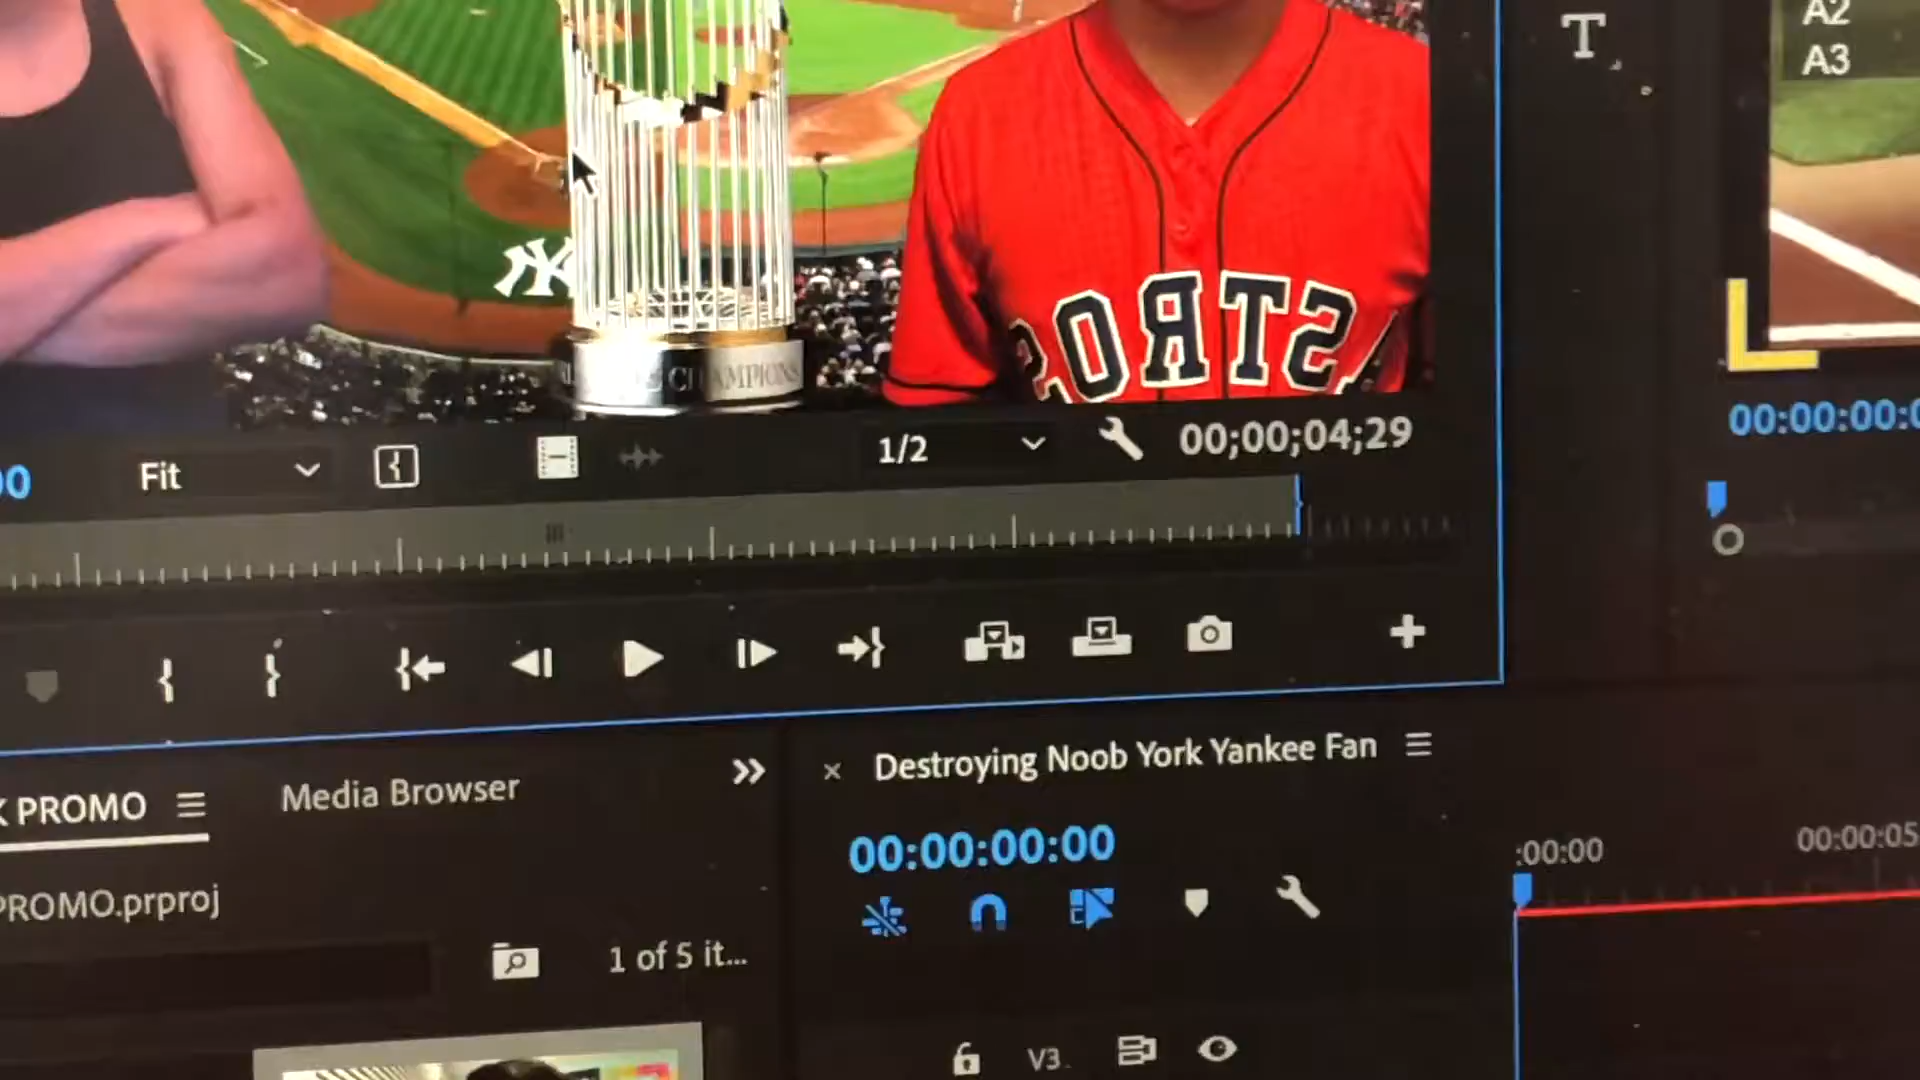 A2
A3
NY
CHAMPIONS
ASTROS
00
Fit
1/2
00;00;04;29
00:00:00:0
K PROMO
Media Browser
Destroying Noob York Yankee Fan
00:00:00:00
:00:00
00:00:05
PROMO.prproj
1 of 5 it...
V3